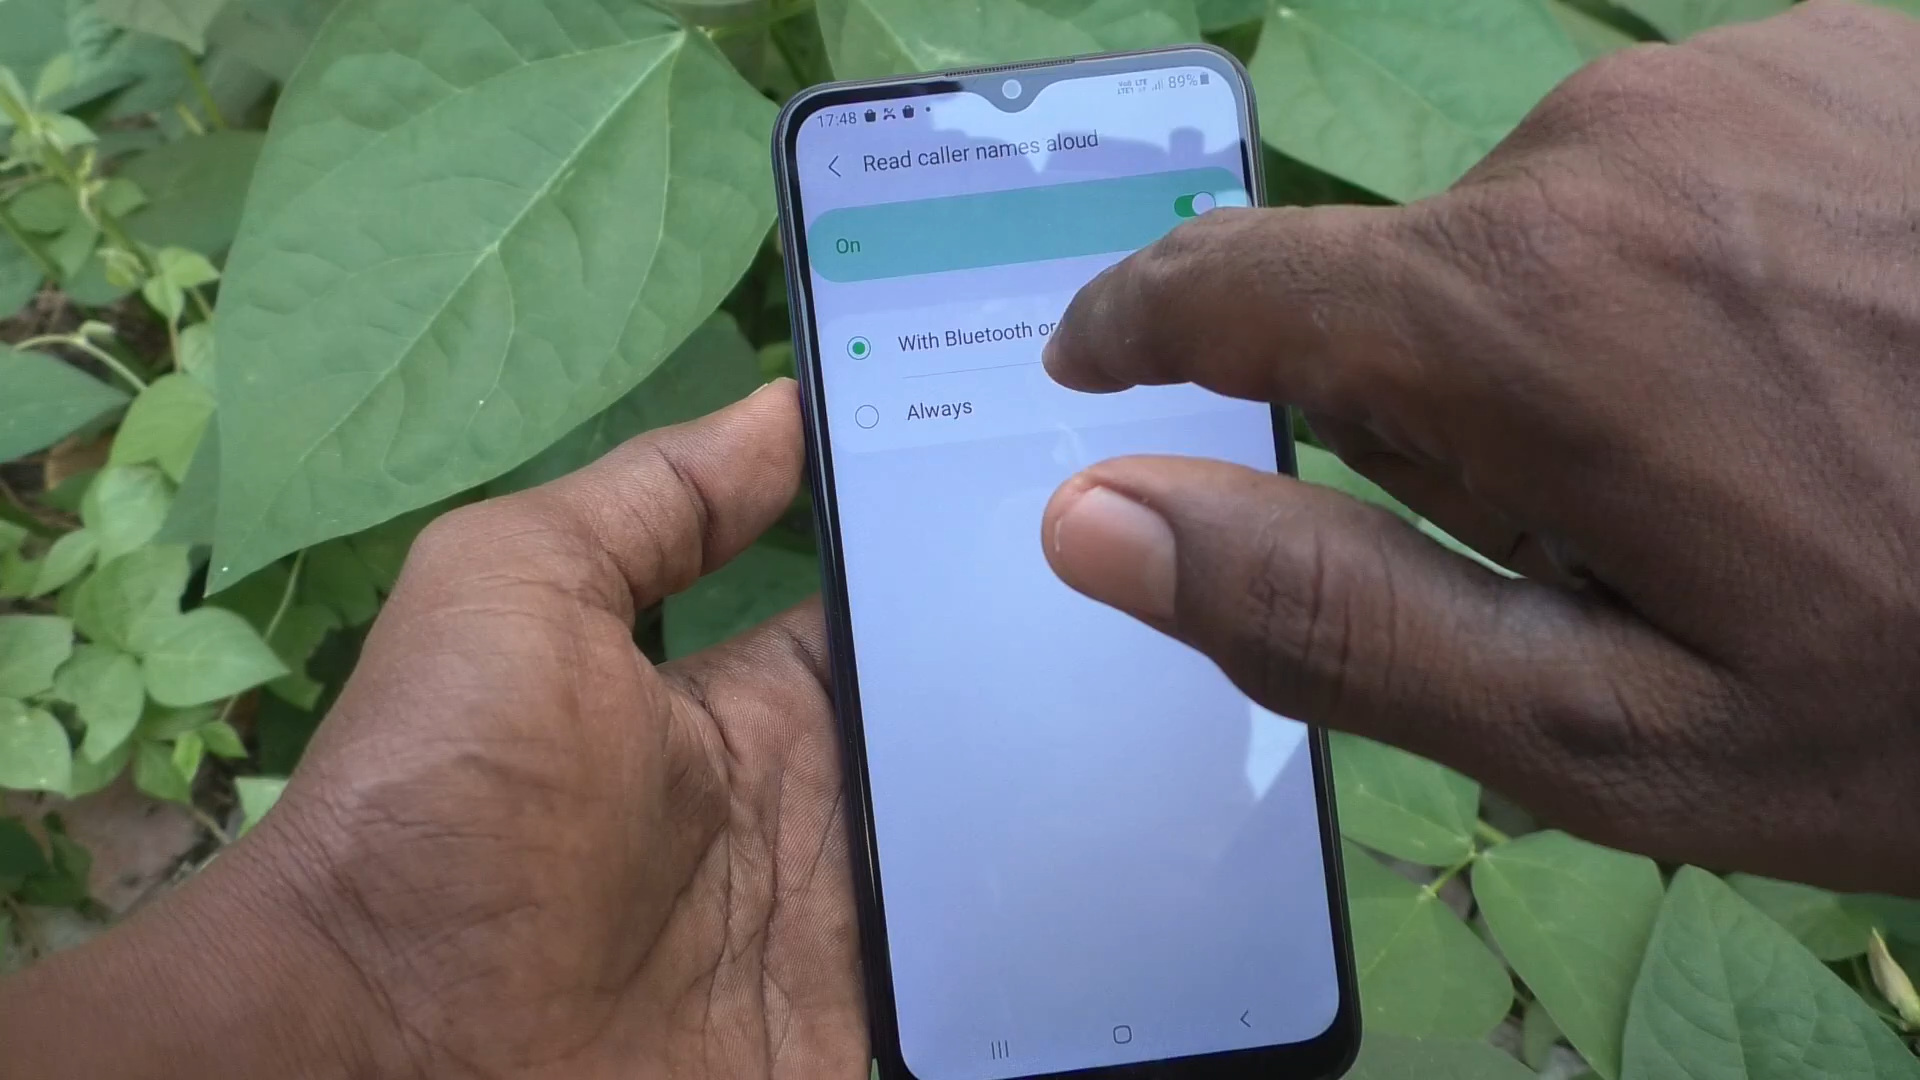 17:48 89%
Read caller names aloud
On
With Bluetooth or
Always